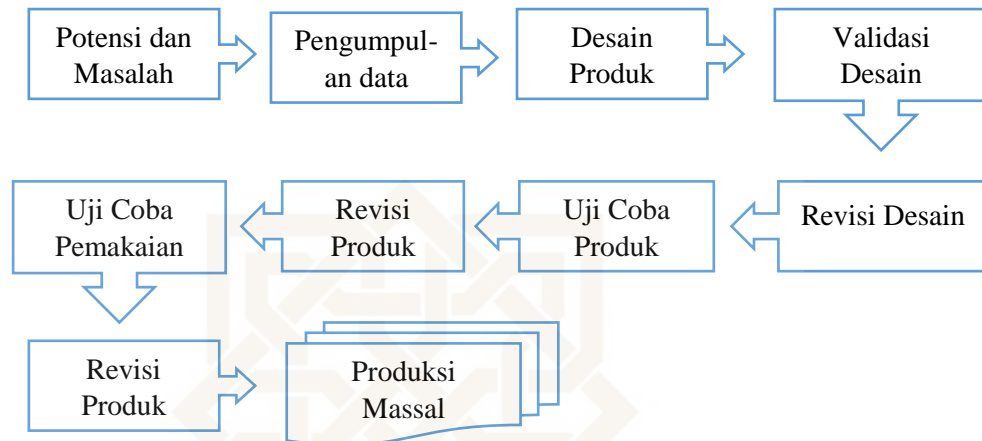 Potensi dan
Masalah
Pengumpul-
an data
Desain
Produk
Validasi
Desain
Revisi Desain
Uji Coba
Produk
Revisi
Produk
Uji Coba
Pemakaian
Revisi
Produk
Produksi
Massal